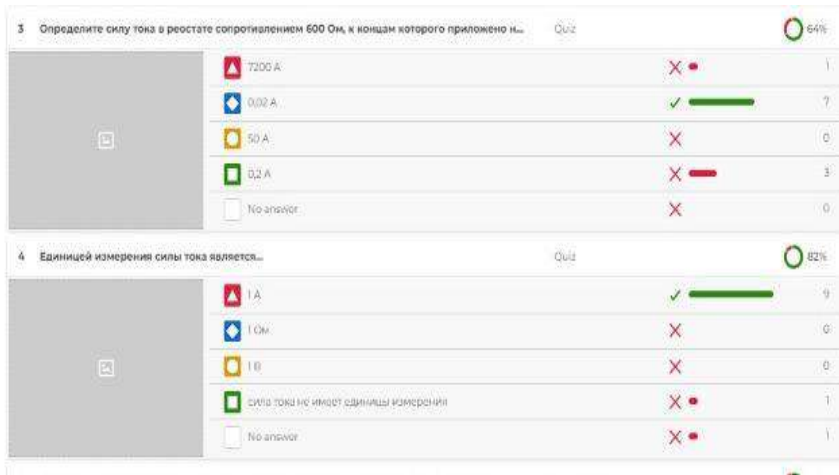 3 Определите силу тока в реостате сопротивлением 600 Ом, к концам которого приложено н... Quiz 64%
7200 А 1
0,02 А 7
50 А 0
0,2 А 3
No answer 0
4 Единицей измерения силы тока является... Quiz 82%
1 А 9
1 Ом 0
1 В 0
сила тока не имеет единицы измерения 1
No answer 1